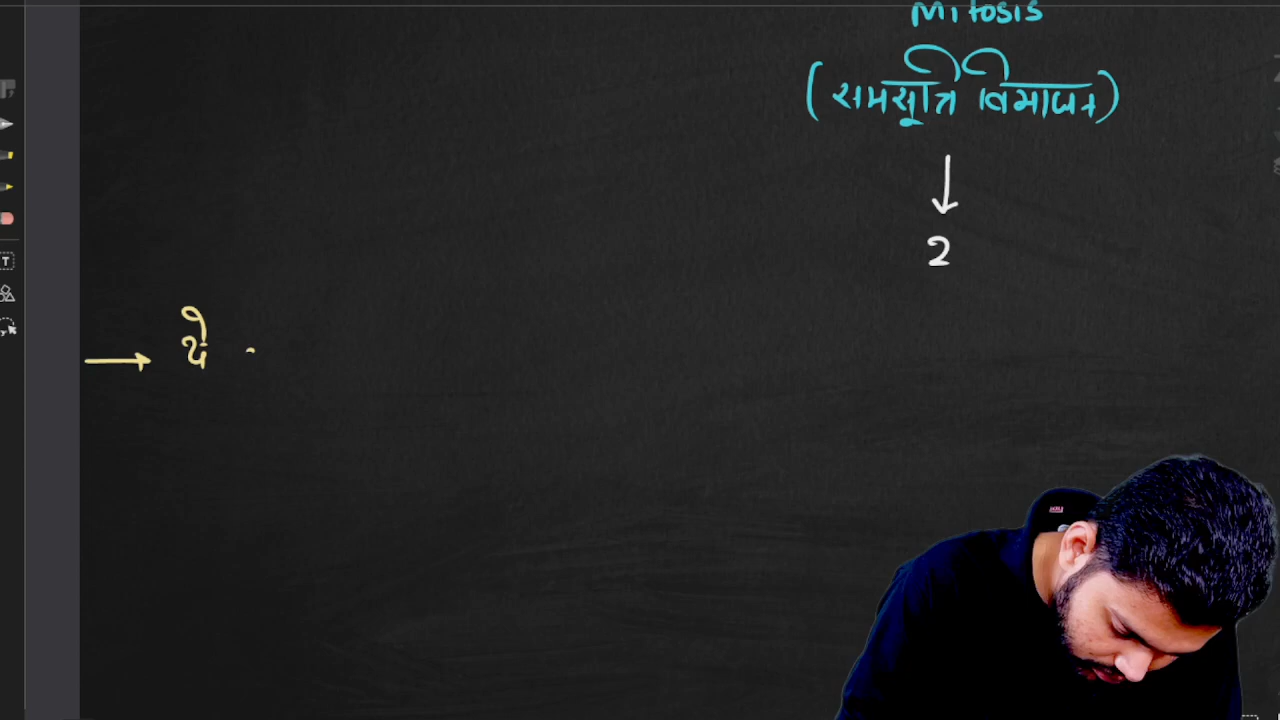 Mitosis
(समसूत्रि विभाजन)
↓
2
→ ये